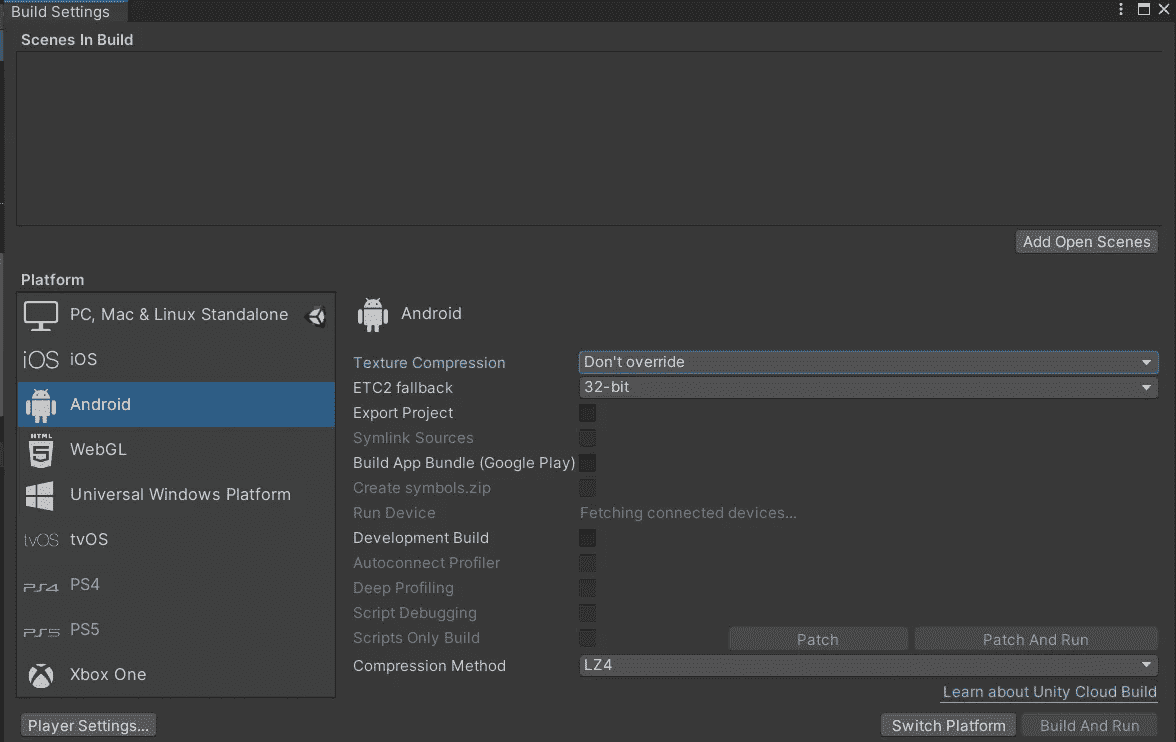 Build Settings
Scenes In Build
Add Open Scenes
Platform
PC, Mac & Linux Standalone
iOS iOS
Android
HTML 5 WebGL
Universal Windows Platform
tvOS tvOS
PS4 PS4
PS5 PS5
Xbox One
Android
Texture Compression Don't override
ETC2 fallback 32-bit
Export Project
Symlink Sources
Build App Bundle (Google Play)
Create symbols.zip
Run Device Fetching connected devices...
Development Build
Autoconnect Profiler
Deep Profiling
Script Debugging
Scripts Only Build Patch Patch And Run
Compression Method LZ4
Learn about Unity Cloud Build
Player Settings... Switch Platform Build And Run